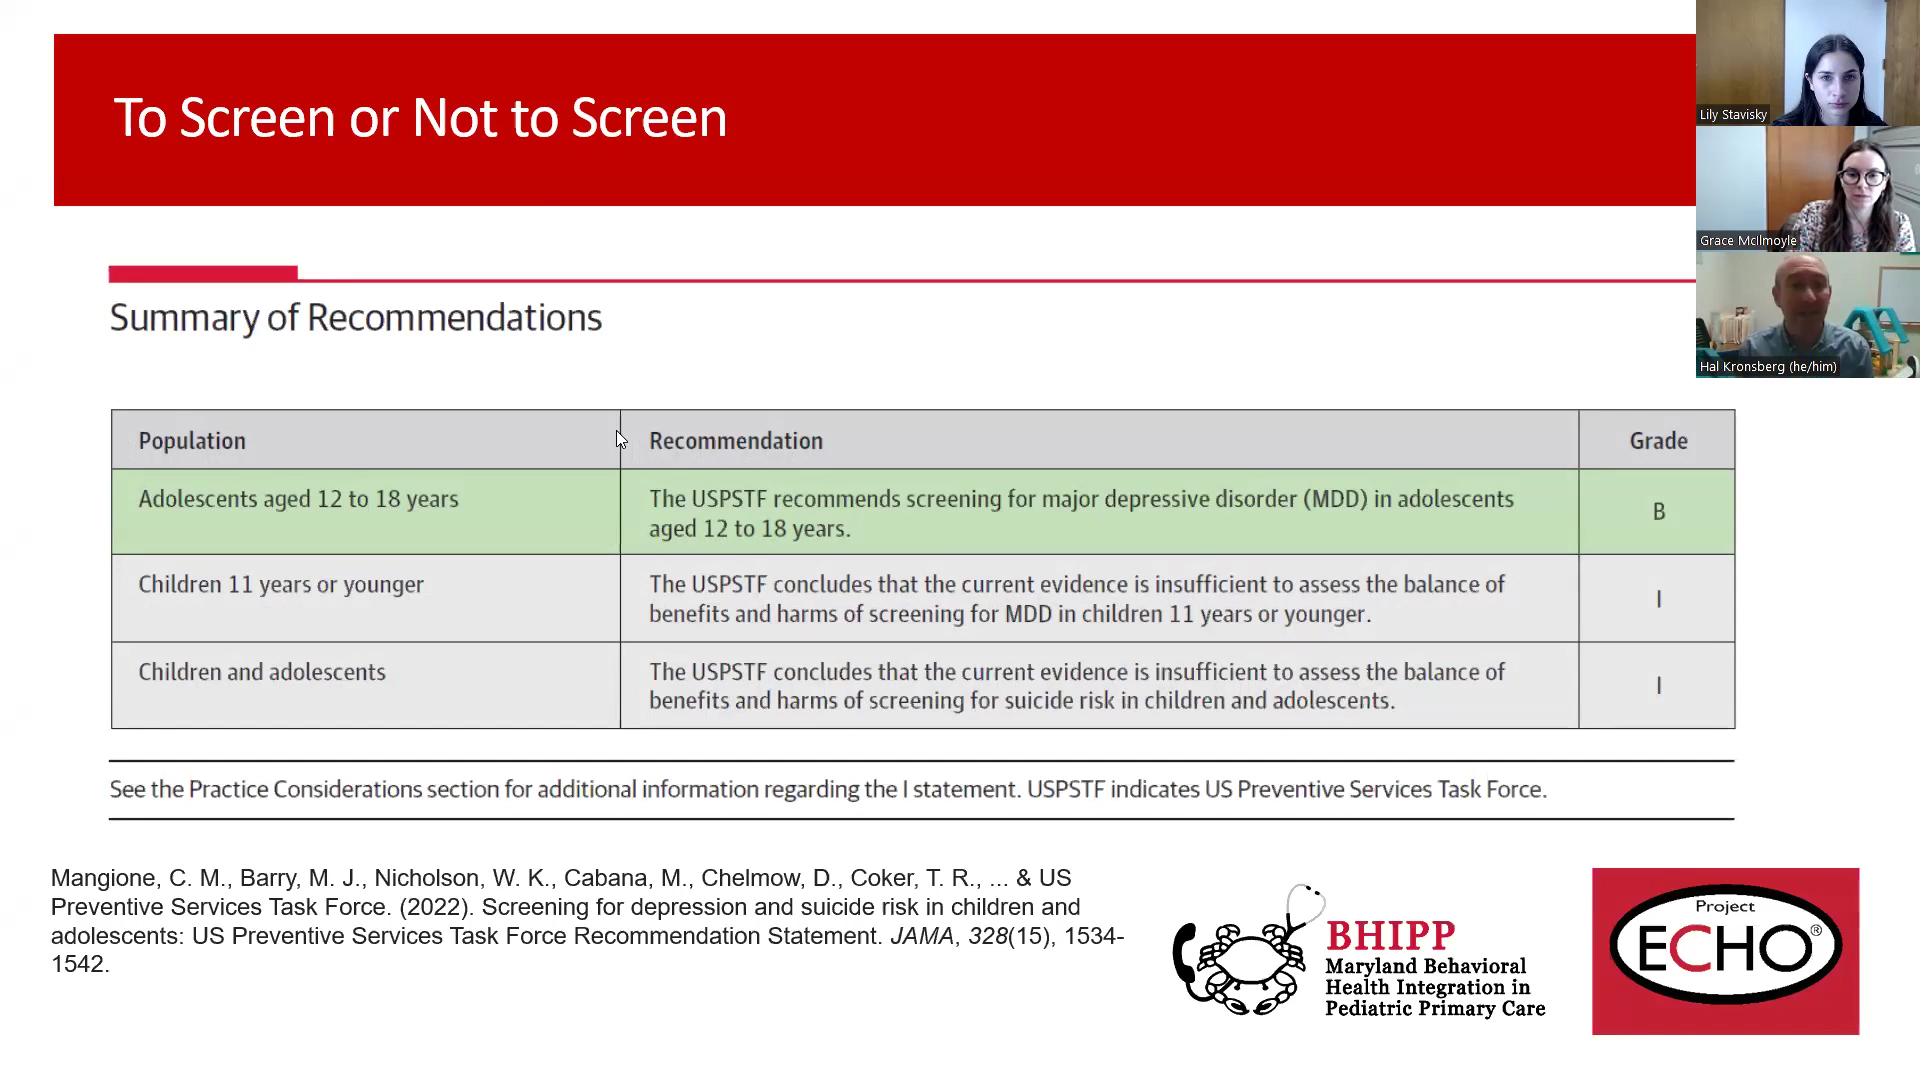 To Screen or Not to Screen
Lily Stavisky
Grace McIlmoyle
Hal Kronsberg (he/him)
Summary of Recommendations
Population Recommendation Grade
Adolescents aged 12 to 18 years The USPSTF recommends screening for major depressive disorder (MDD) in adolescents
aged 12 to 18 years. B
Children 11 years or younger The USPSTF concludes that the current evidence is insufficient to assess the balance of
benefits and harms of screening for MDD in children 11 years or younger. I
Children and adolescents The USPSTF concludes that the current evidence is insufficient to assess the balance of
benefits and harms of screening for suicide risk in children and adolescents. I
See the Practice Considerations section for additional information regarding the I statement. USPSTF indicates US Preventive Services Task Force.
Mangione, C. M., Barry, M. J., Nicholson, W. K., Cabana, M., Chelmow, D., Coker, T. R., ... & US
Preventive Services Task Force. (2022). Screening for depression and suicide risk in children and
adolescents: US Preventive Services Task Force Recommendation Statement. JAMA, 328(15), 1534-
1542.
BHIPP
Maryland Behavioral
Health Integration in
Pediatric Primary Care
Project
ECHO®